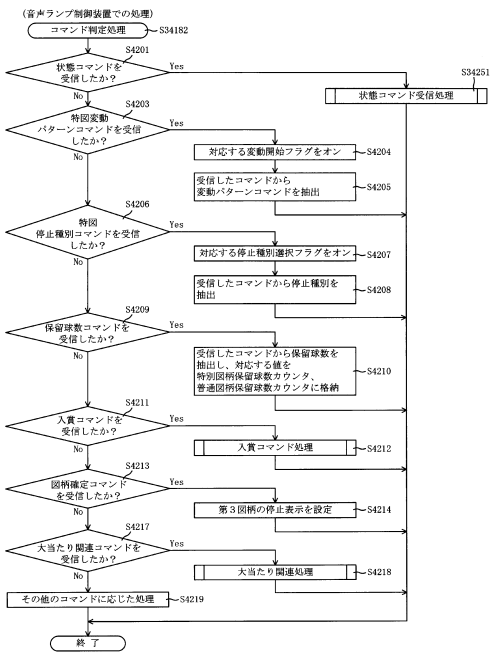 (音声ランプ制御装置での処理)
コマンド判定処理
S34182
S4201
状態コマンドを
受信したか?
Yes
No
S34251
状態コマンド受信処理
S4203
特図変動
パターンコマンドを受信
したか?
Yes
No
対応する変動開始フラグをオン
S4204
受信したコマンドから
変動パターンコマンドを抽出
S4205
S4206
特図
停止種別コマンドを受信
したか?
Yes
No
対応する停止種別選択フラグをオン
S4207
受信したコマンドから停止種別を
抽出
S4208
S4209
保留球数コマンドを
受信したか?
Yes
No
受信したコマンドから保留球数を
抽出し、対応する値を
特別図柄保留球数カウンタ、
普通図柄保留球数カウンタに格納
S4210
S4211
入賞コマンドを
受信したか?
Yes
No
入賞コマンド処理
S4212
S4213
図柄確定コマンド
を受信したか?
Yes
No
第3図柄の停止表示を設定
S4214
S4217
大当たり関連コマンドを
受信したか?
Yes
No
大当たり関連処理
S4218
その他のコマンドに応じた処理
S4219
終了